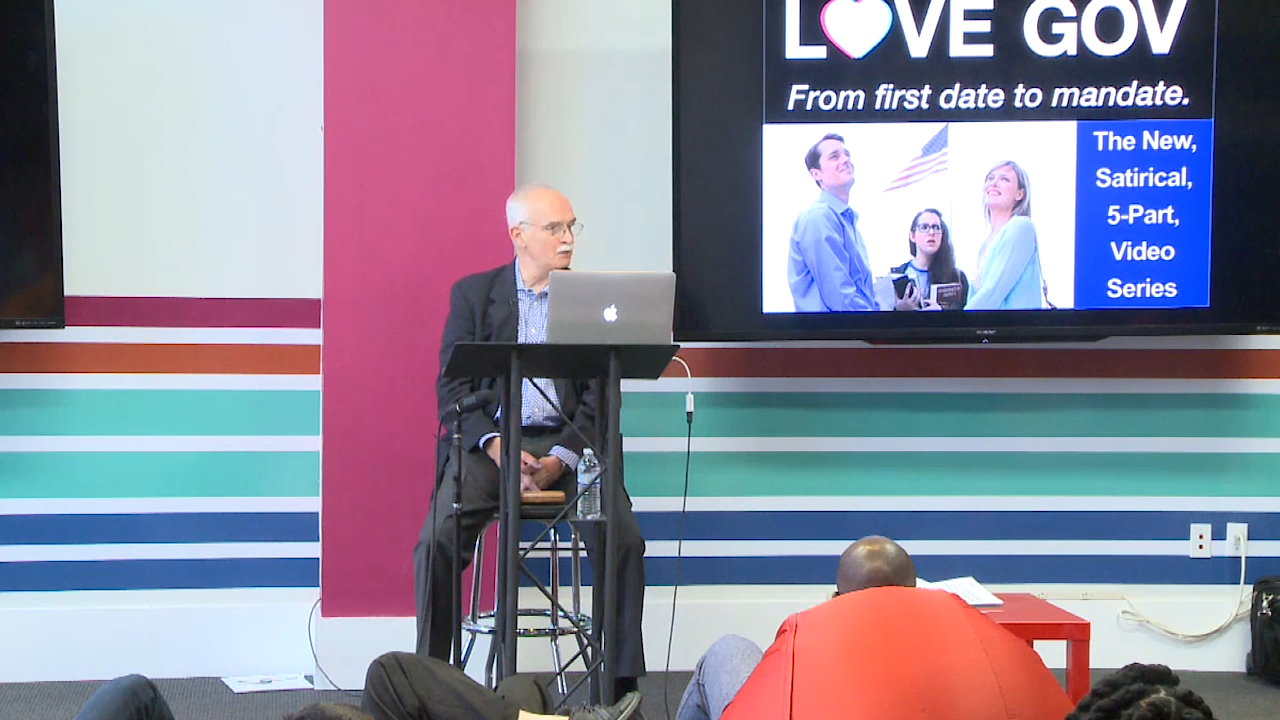 LOVE GOV
From first date to mandate.
The New,
Satirical,
5-Part,
Video
Series